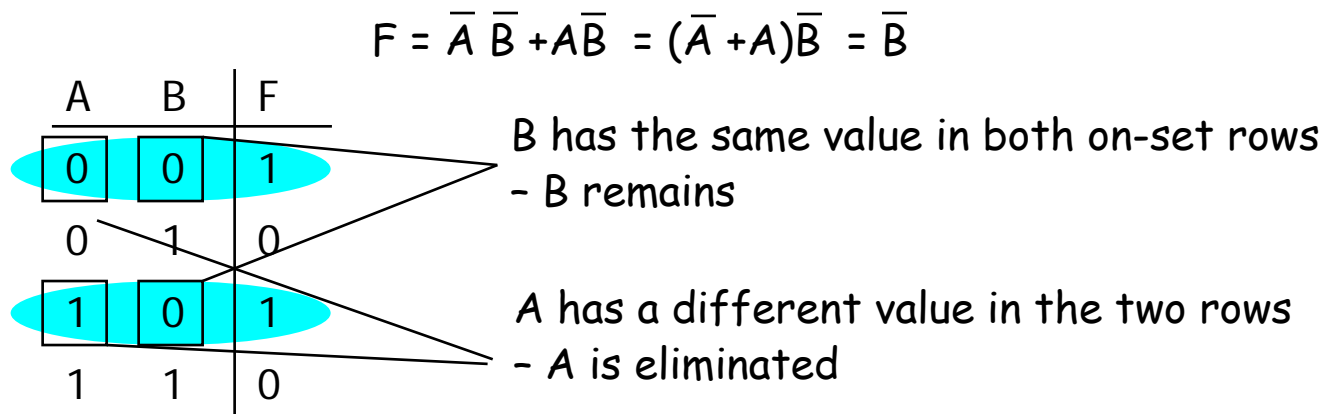 F = A̅ B̅ + AB̅ = (A̅ + A)B̅ = B̅
A B F
0 0 1
0 1 0
1 0 1
1 1 0
B has the same value in both on-set rows
– B remains
A has a different value in the two rows
– A is eliminated